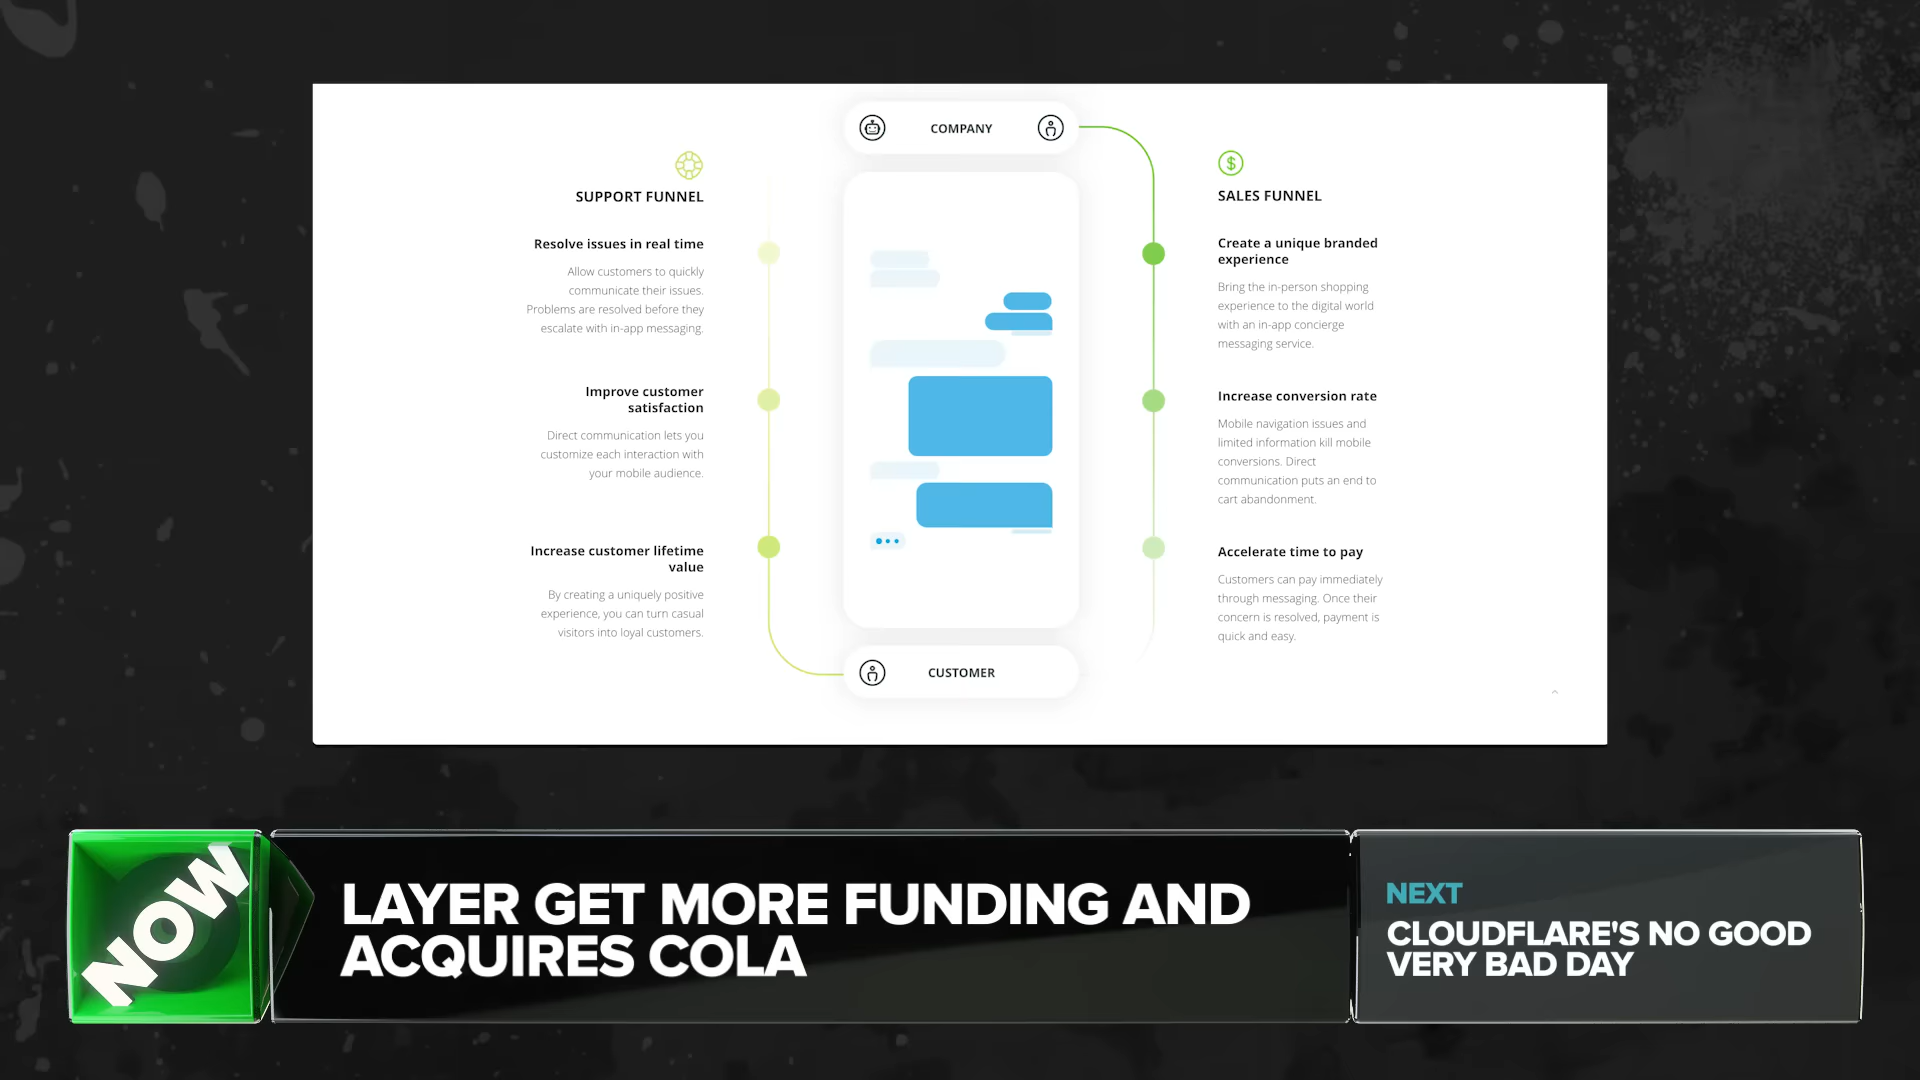 COMPANY
SUPPORT FUNNEL
Resolve issues in real time
Allow customers to quickly
communicate their issues.
Problems are resolved before they
escalate with in-app messaging.
Improve customer
satisfaction
Direct communication lets you
customize each interaction with
your mobile audience.
Increase customer lifetime
value
By creating a uniquely positive
experience, you can turn casual
visitors into loyal customers.
$
SALES FUNNEL
Create a unique branded
experience
Bring the in-person shopping
experience to the digital world
with an in-app concierge
messaging service.
Increase conversion rate
Mobile navigation issues and
limited information kill mobile
conversions. Direct
communication puts an end to
cart abandonment.
Accelerate time to pay
Customers can pay immediately
through messaging. Once their
concern is resolved, payment is
quick and easy.
CUSTOMER
NOW
LAYER GET MORE FUNDING AND
ACQUIRES COLA
NEXT
CLOUDFLARE'S NO GOOD
VERY BAD DAY